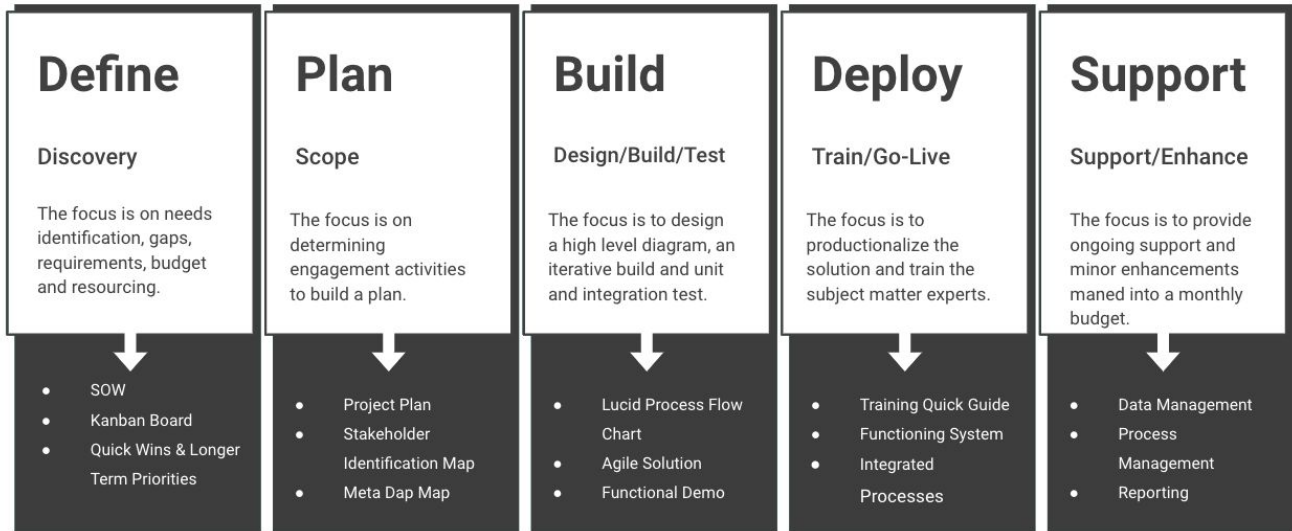 Define
Discovery
The focus is on needs
identification, gaps,
requirements, budget
and resourcing.
SOW
Kanban Board
Quick Wins & Longer
Term Priorities
Plan
Scope
The focus is on
determining
engagement activities
to build a plan.
Project Plan
Stakeholder
Identification Map
Meta Dap Map
Build
Design/Build/Test
The focus is to design
a high level diagram, an
iterative build and unit
and integration test.
Lucid Process Flow
Chart
Agile Solution
Functional Demo
Deploy
Train/Go-Live
The focus is to
productionalize the
solution and train the
subject matter experts.
Training Quick Guide
Functioning System
Integrated
Processes
Support
Support/Enhance
The focus is to provide
ongoing support and
minor enhancements
maned into a monthly
budget.
Data Management
Process
Management
Reporting